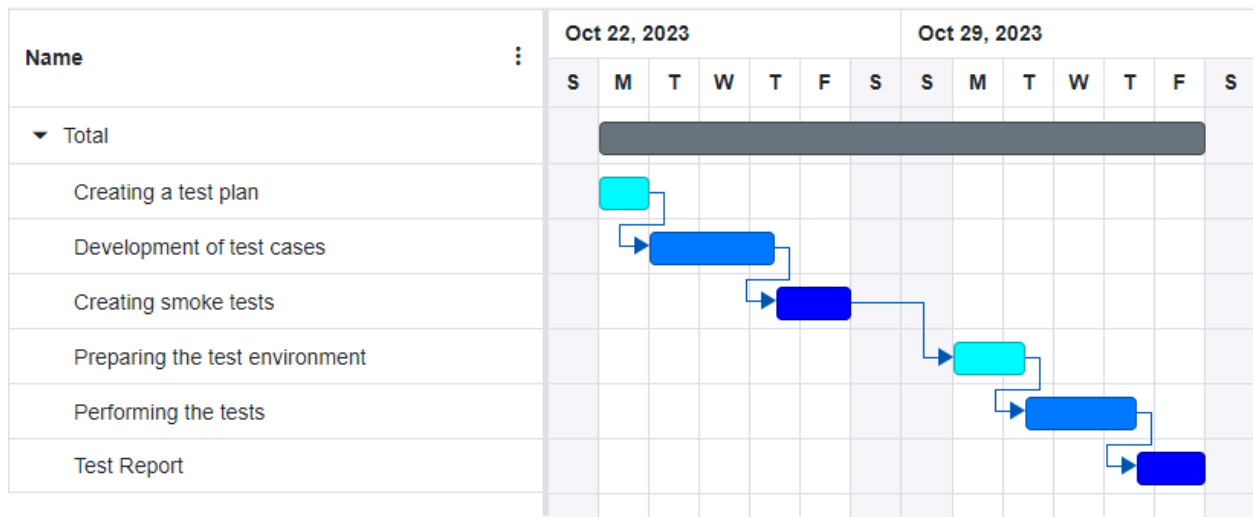 Name
Oct 22, 2023 Oct 29, 2023
S M T W T F S S M T W T F S
Total
Creating a test plan
Development of test cases
Creating smoke tests
Preparing the test environment
Performing the tests
Test Report